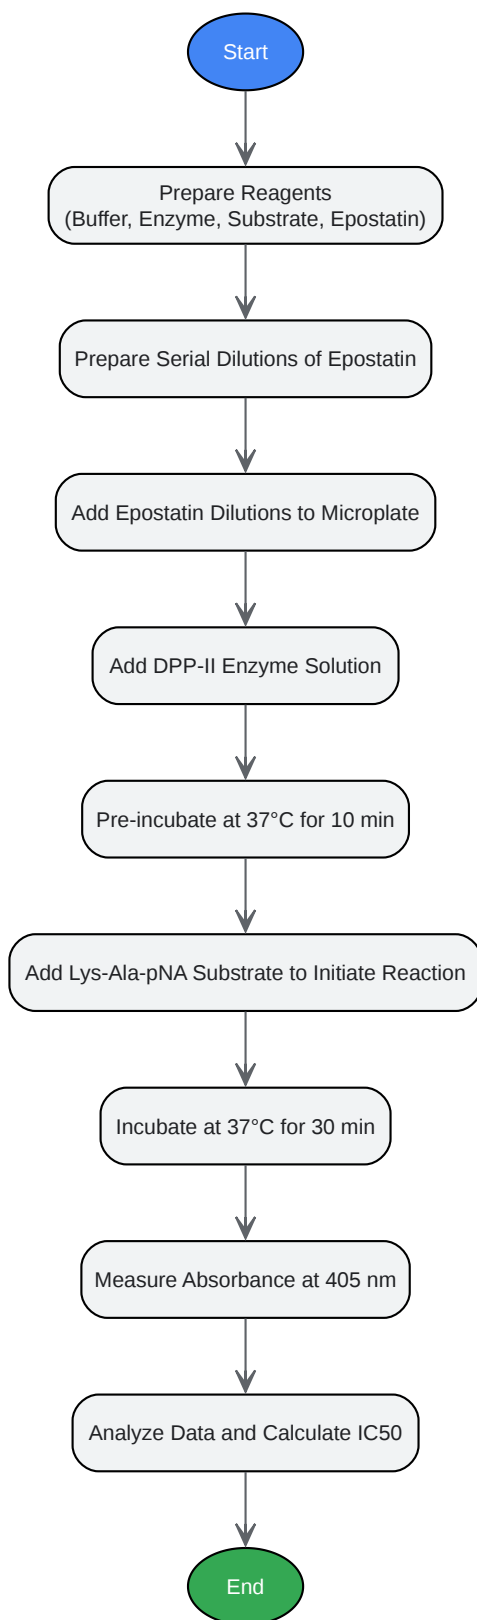 Start
Prepare Reagents
(Buffer, Enzyme, Substrate, Epostatin)
Prepare Serial Dilutions of Epostatin
Add Epostatin Dilutions to Microplate
Add DPP-II Enzyme Solution
Pre-incubate at 37°C for 10 min
Add Lys-Ala-pNA Substrate to Initiate Reaction
Incubate at 37°C for 30 min
Measure Absorbance at 405 nm
Analyze Data and Calculate IC50
End